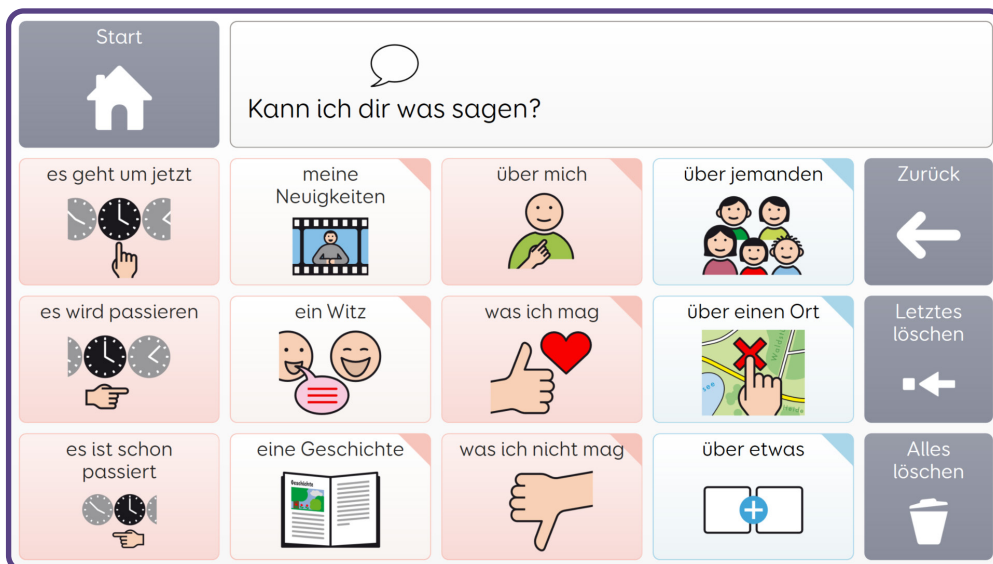 Start
Kann ich dir was sagen?
es geht um jetzt
meine
Neuigkeiten
über mich
über jemanden
Zurück
es wird passieren
ein Witz
was ich mag
über einen Ort
Letztes
löschen
es ist schon
passiert
eine Geschichte
Geschichte
was ich nicht mag
über etwas
Alles
löschen